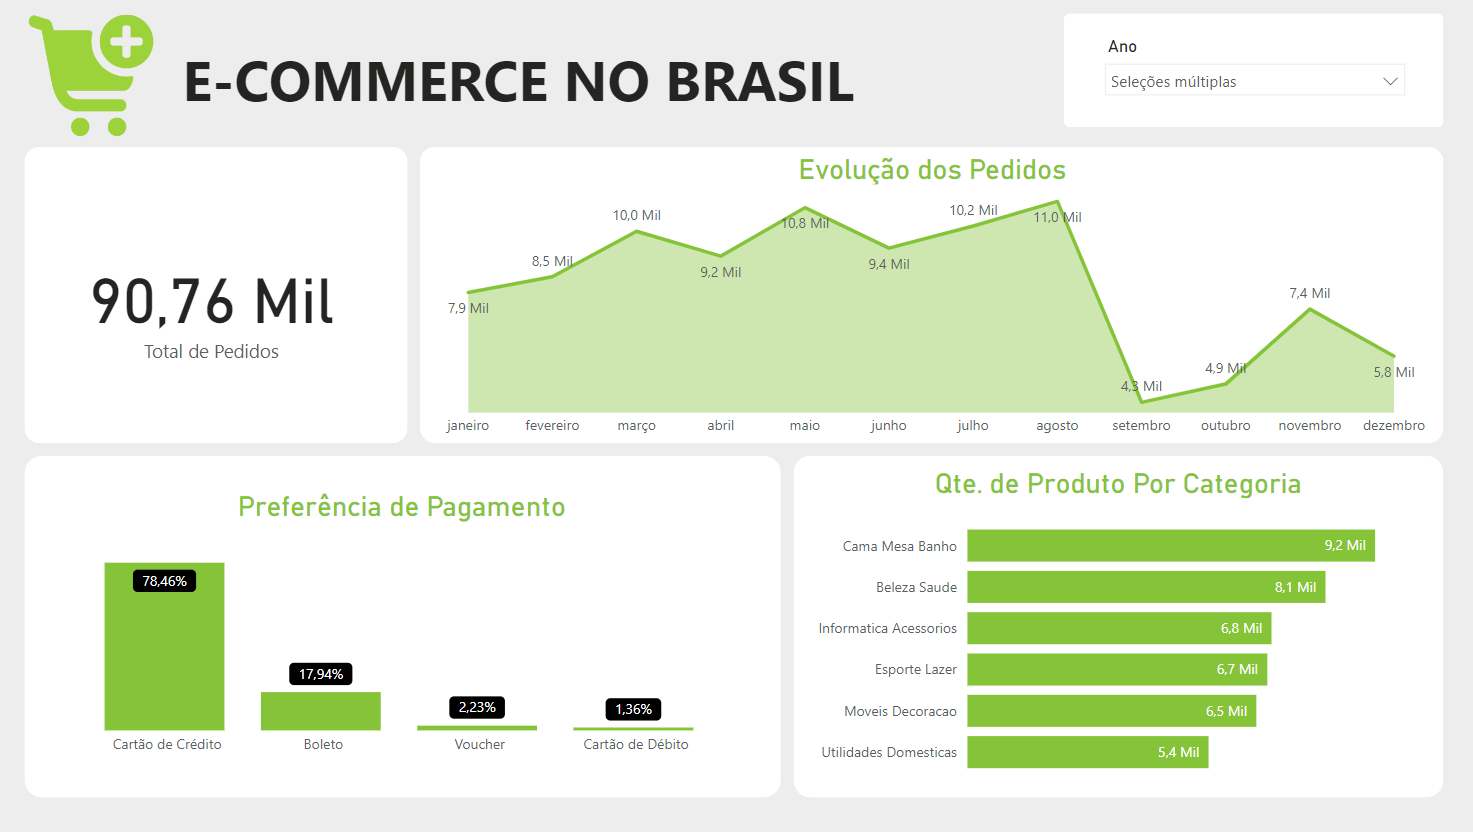 E-COMMERCE NO BRASIL
Ano
Seleções múltiplas
90,76 Mil
Total de Pedidos
Evolução dos Pedidos
7,9 Mil
8,5 Mil
10,0 Mil
9,2 Mil
10,8 Mil
9,4 Mil
10,2 Mil
11,0 Mil
4,3 Mil
4,9 Mil
7,4 Mil
5,8 Mil
janeiro fevereiro março abril maio junho julho agosto setembro outubro novembro dezembro
Preferência de Pagamento
78,46%
17,94%
2,23%
1,36%
Cartão de Crédito Boleto Voucher Cartão de Débito
Qte. de Produto Por Categoria
Cama Mesa Banho 9,2 Mil
Beleza Saude 8,1 Mil
Informatica Acessorios 6,8 Mil
Esporte Lazer 6,7 Mil
Moveis Decoracao 6,5 Mil
Utilidades Domesticas 5,4 Mil